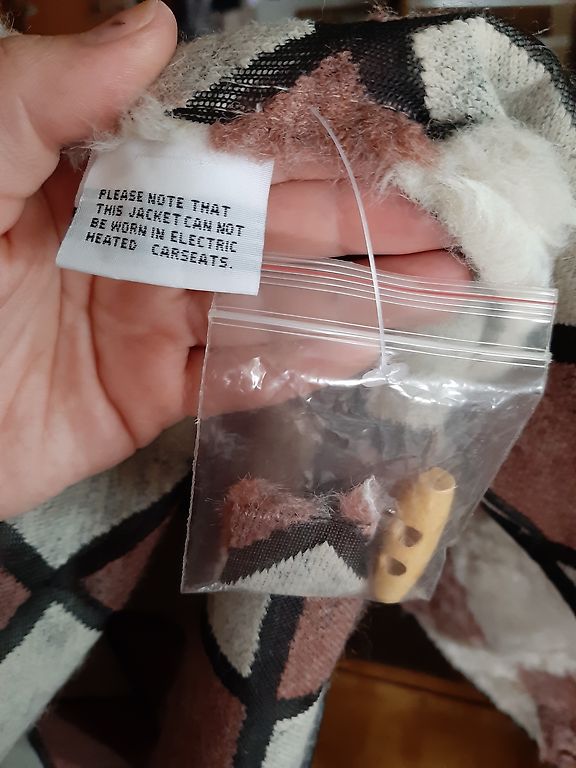 PLEASE NOTE THAT
THIS JACKET CAN NOT
BE WORN IN ELECTRIC
HEATED CARSEATS.